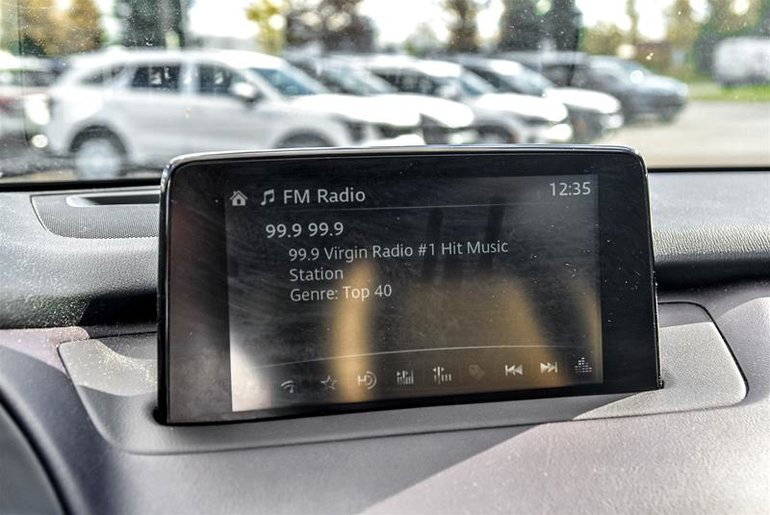 FM Radio 12:35
99.9 99.9
99.9 Virgin Radio #1 Hit Music
Station
Genre: Top 40